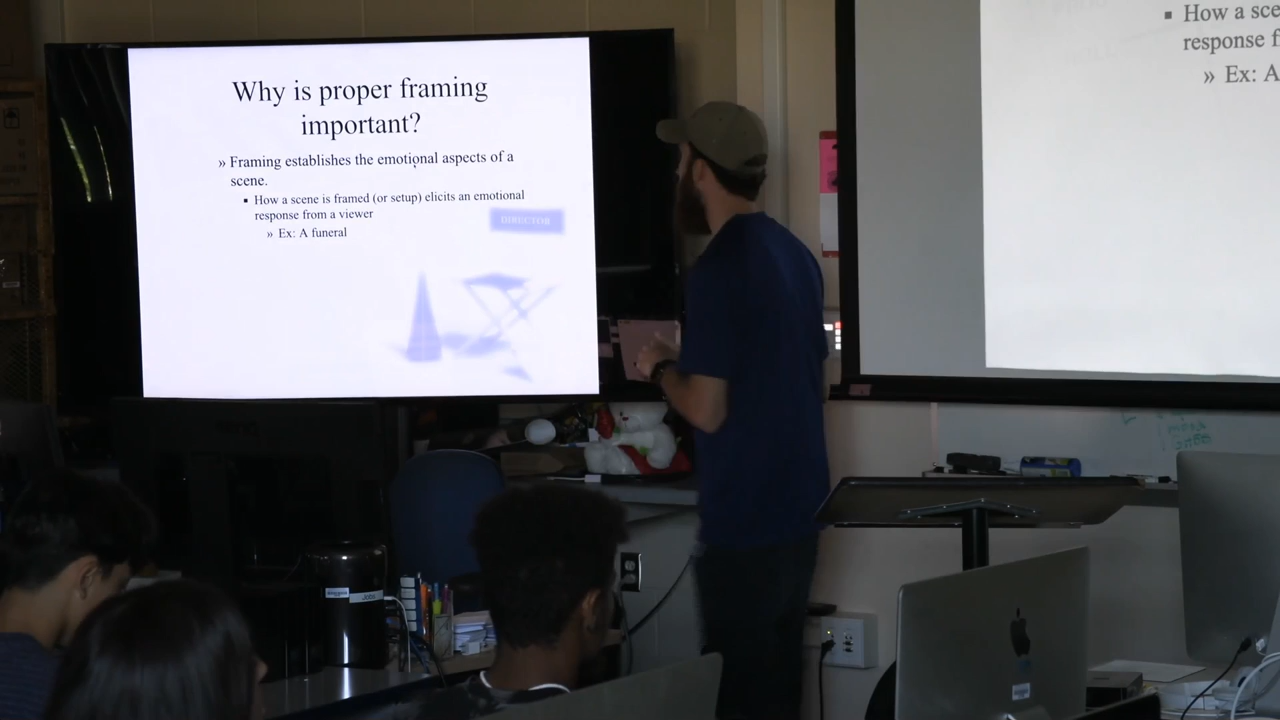 Why is proper framing
important?
» Framing establishes the emotional aspects of a
scene.
▪ How a scene is framed (or setup) elicits an emotional
response from a viewer
» Ex: A funeral
DIRECTOR
▪ How a sce
response f
» Ex: A